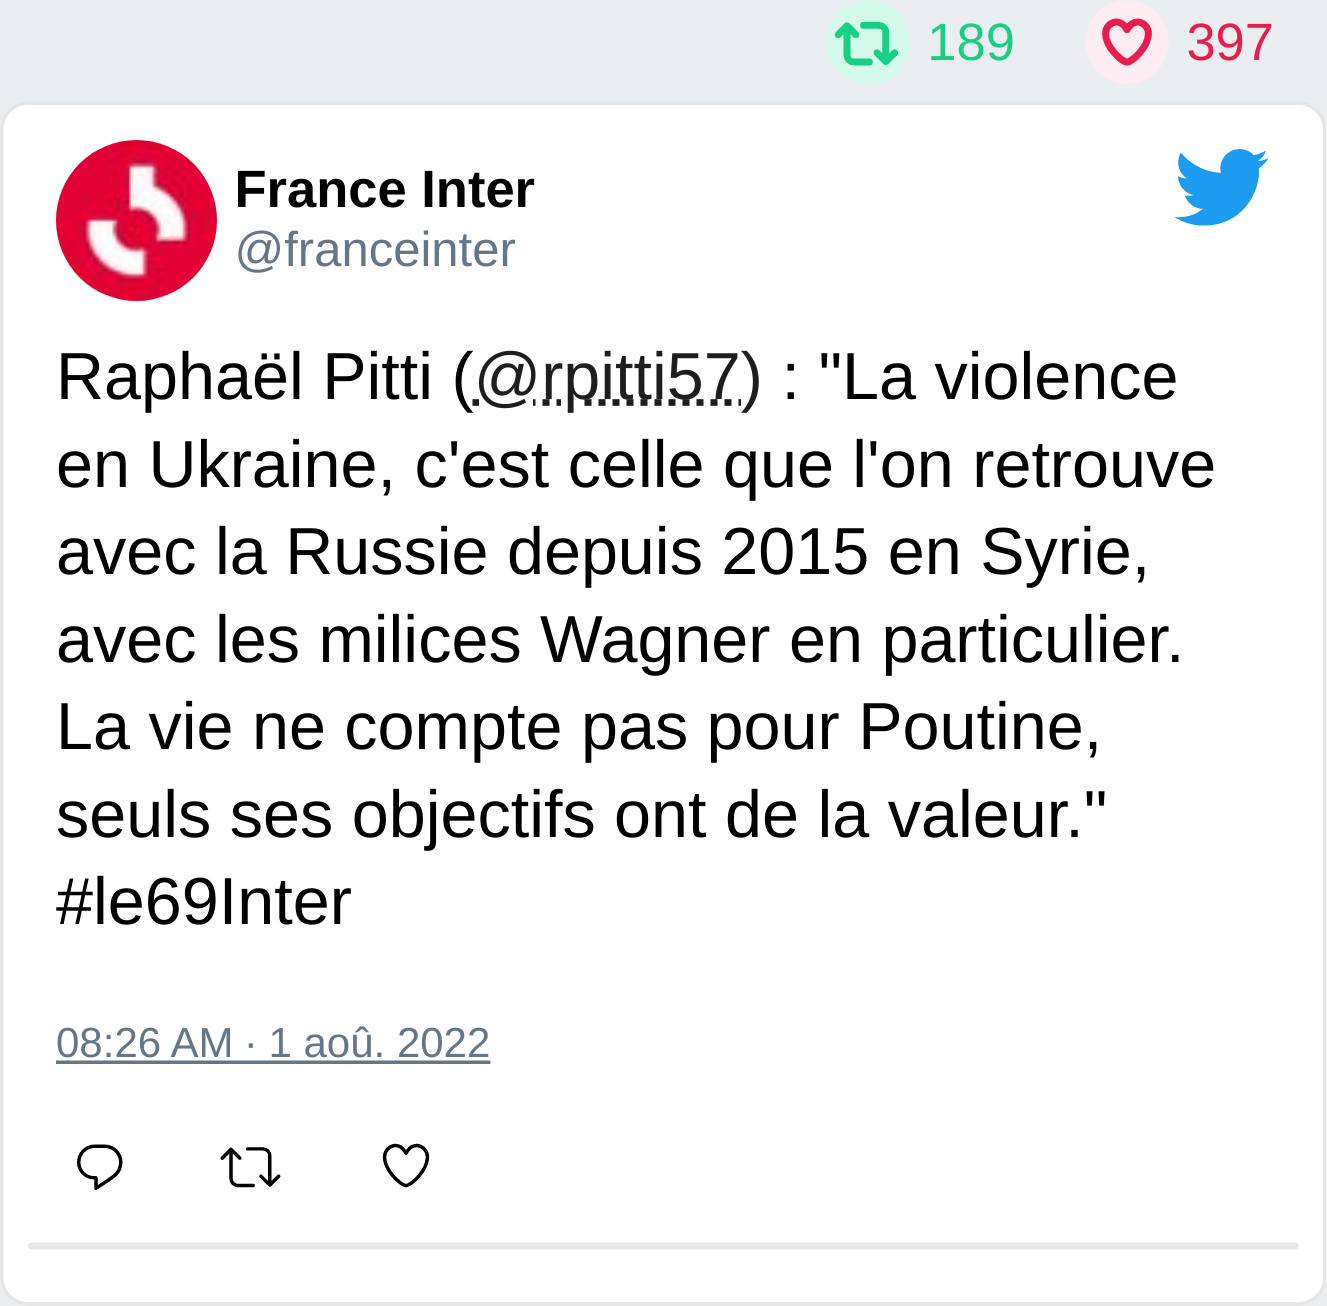 189 397
France Inter
@franceinter
Raphaël Pitti (@rpitti57) : "La violence
en Ukraine, c'est celle que l'on retrouve
avec la Russie depuis 2015 en Syrie,
avec les milices Wagner en particulier.
La vie ne compte pas pour Poutine,
seuls ses objectifs ont de la valeur."
#le69Inter
08:26 AM · 1 aoû. 2022